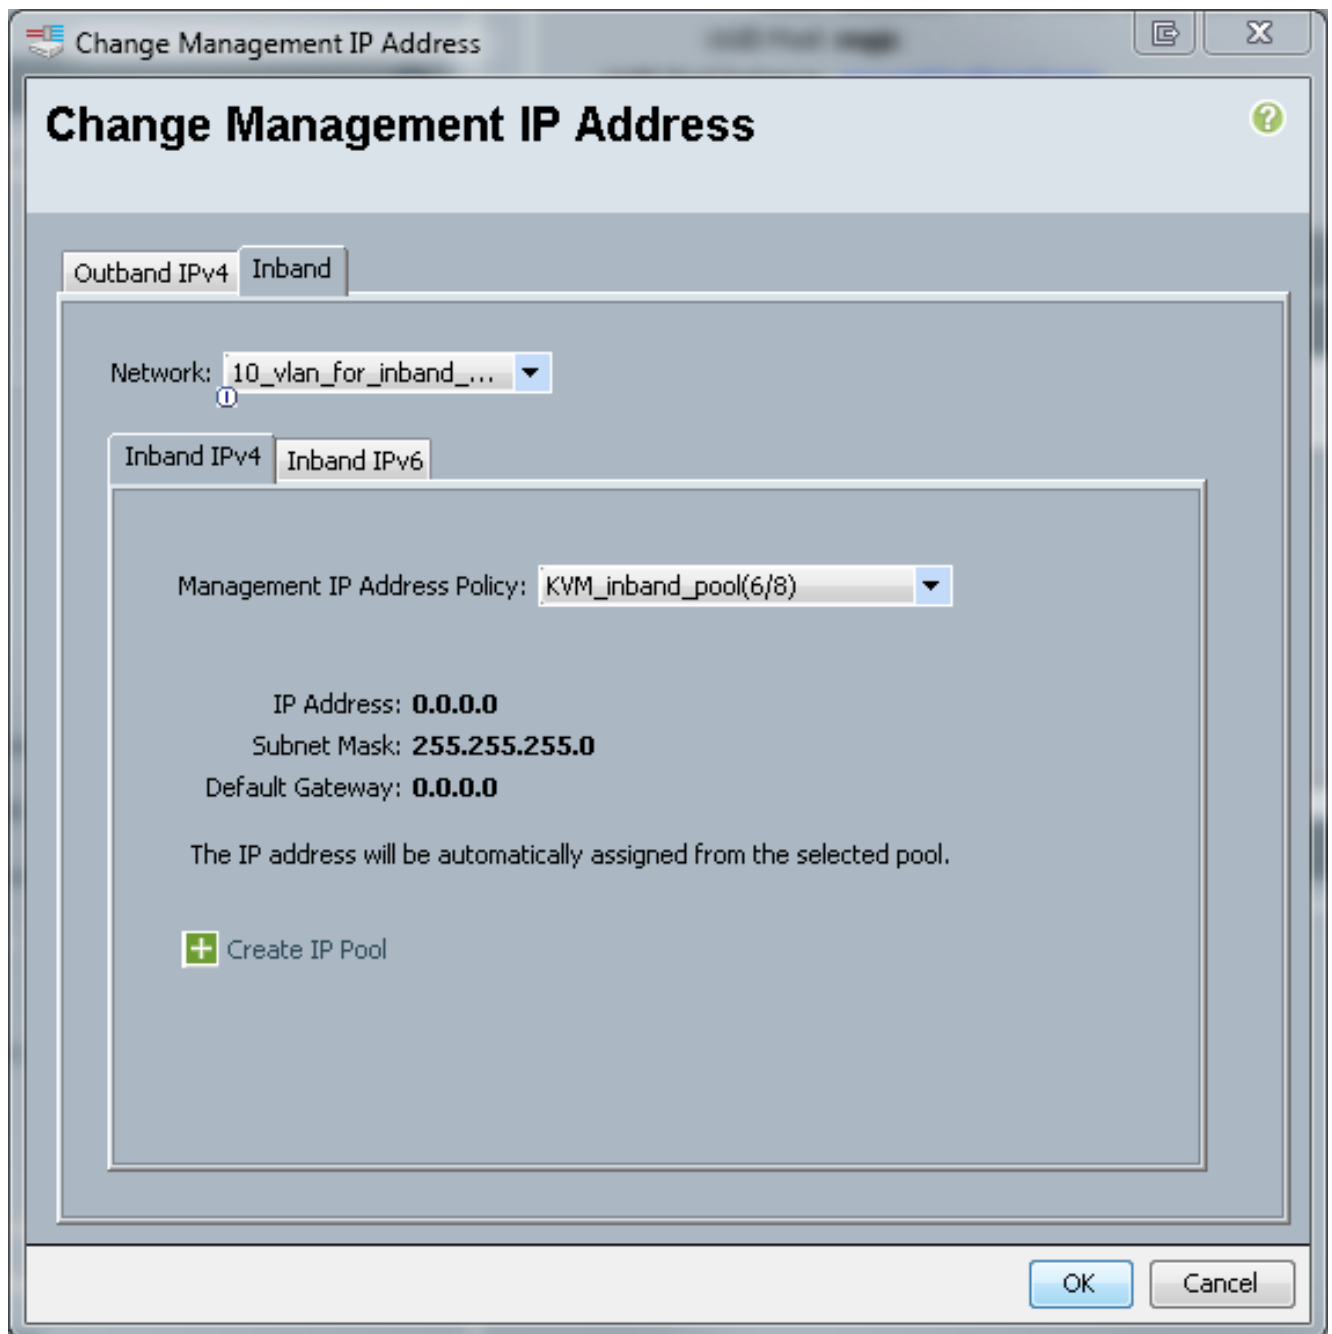 Change Management IP Address
Change Management IP Address
Outband IPv4 Inband
Network: 10_vlan_for_inband_...
Inband IPv4 Inband IPv6
Management IP Address Policy: KVM_inband_pool(6/8)
IP Address: 0.0.0.0
Subnet Mask: 255.255.255.0
Default Gateway: 0.0.0.0
The IP address will be automatically assigned from the selected pool.
Create IP Pool
OK Cancel